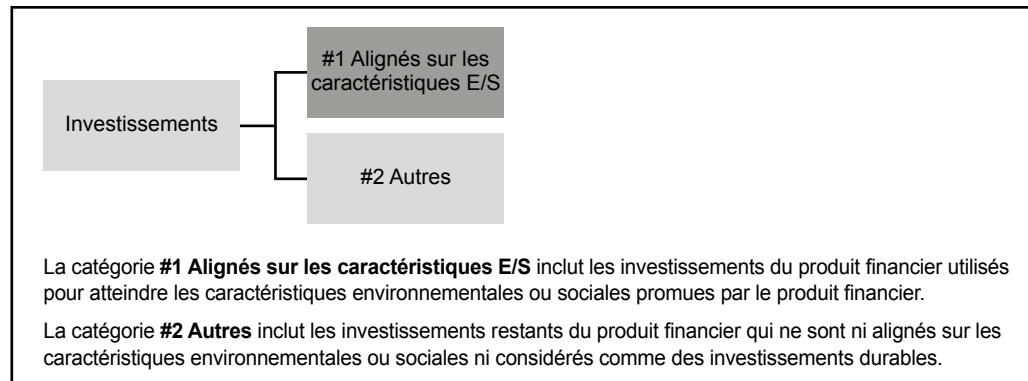 #1 Alignés sur les
caractéristiques E/S
Investissements
#2 Autres
La catégorie #1 Alignés sur les caractéristiques E/S inclut les investissements du produit financier utilisés
pour atteindre les caractéristiques environnementales ou sociales promues par le produit financier.
La catégorie #2 Autres inclut les investissements restants du produit financier qui ne sont ni alignés sur les
caractéristiques environnementales ou sociales ni considérés comme des investissements durables.